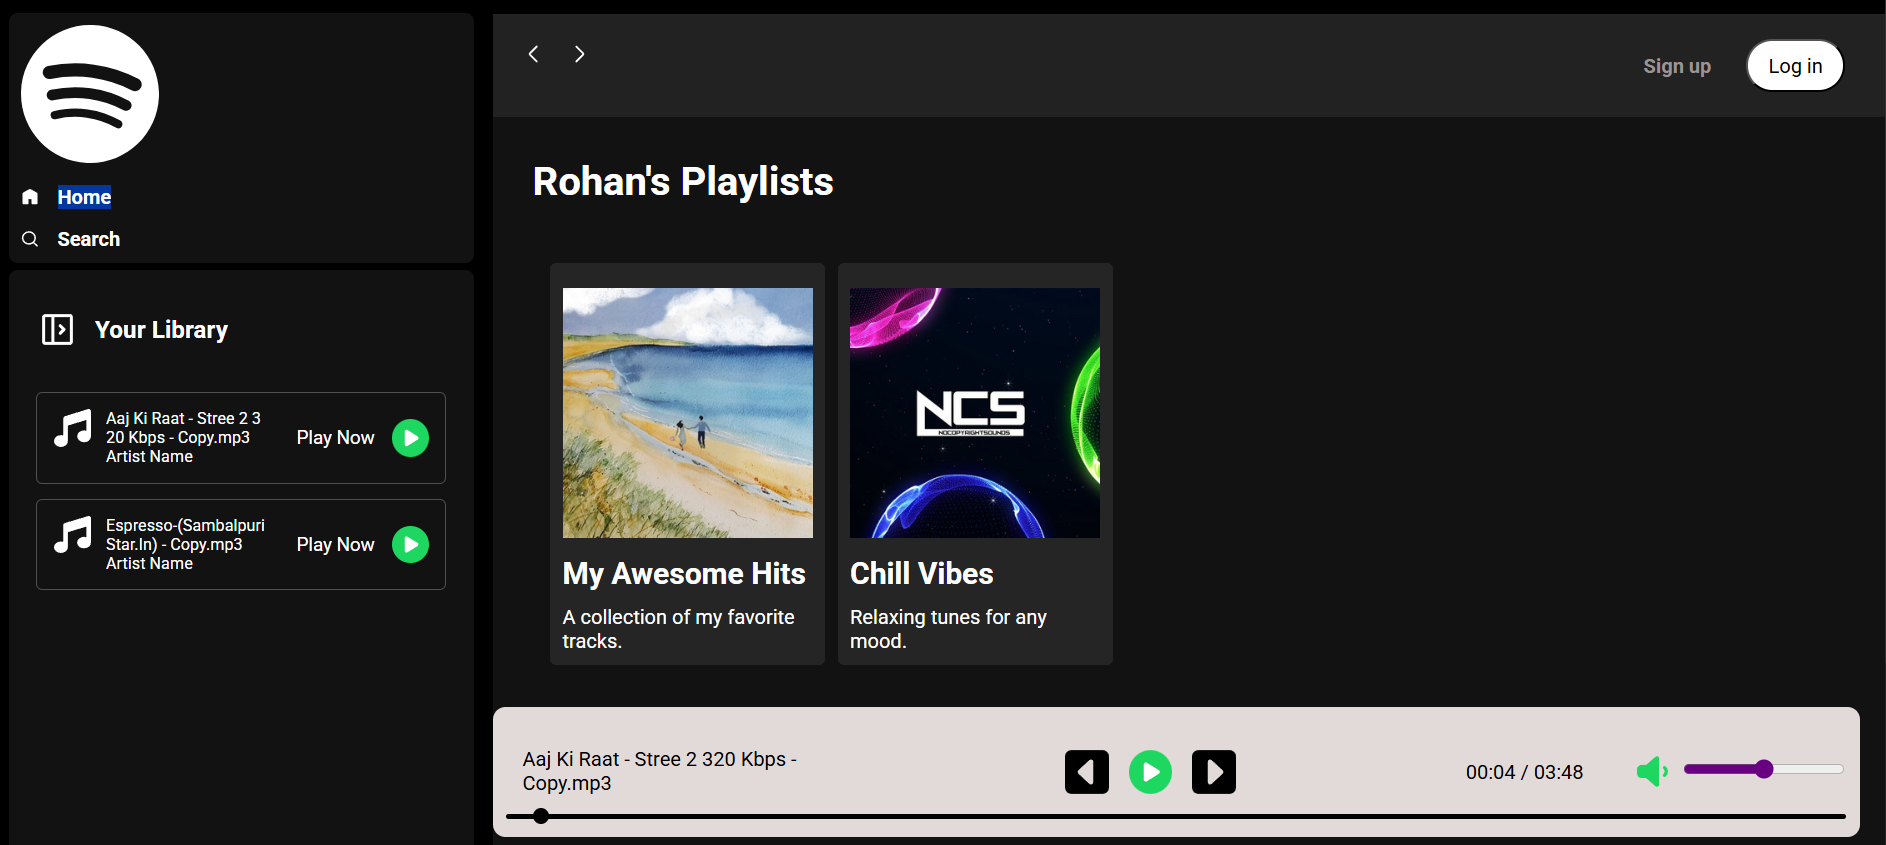 Home
Search
Your Library
Aaj Ki Raat - Stree 2 3
20 Kbps - Copy.mp3
Artist Name
Play Now
Espresso-(Sambalpuri
Star.In) - Copy.mp3
Artist Name
Play Now
Sign up
Log in
Rohan's Playlists
NCS
NOCOPYRIGHTSOUNDS
My Awesome Hits
A collection of my favorite
tracks.
Chill Vibes
Relaxing tunes for any
mood.
Aaj Ki Raat - Stree 2 320 Kbps -
Copy.mp3
00:04 / 03:48